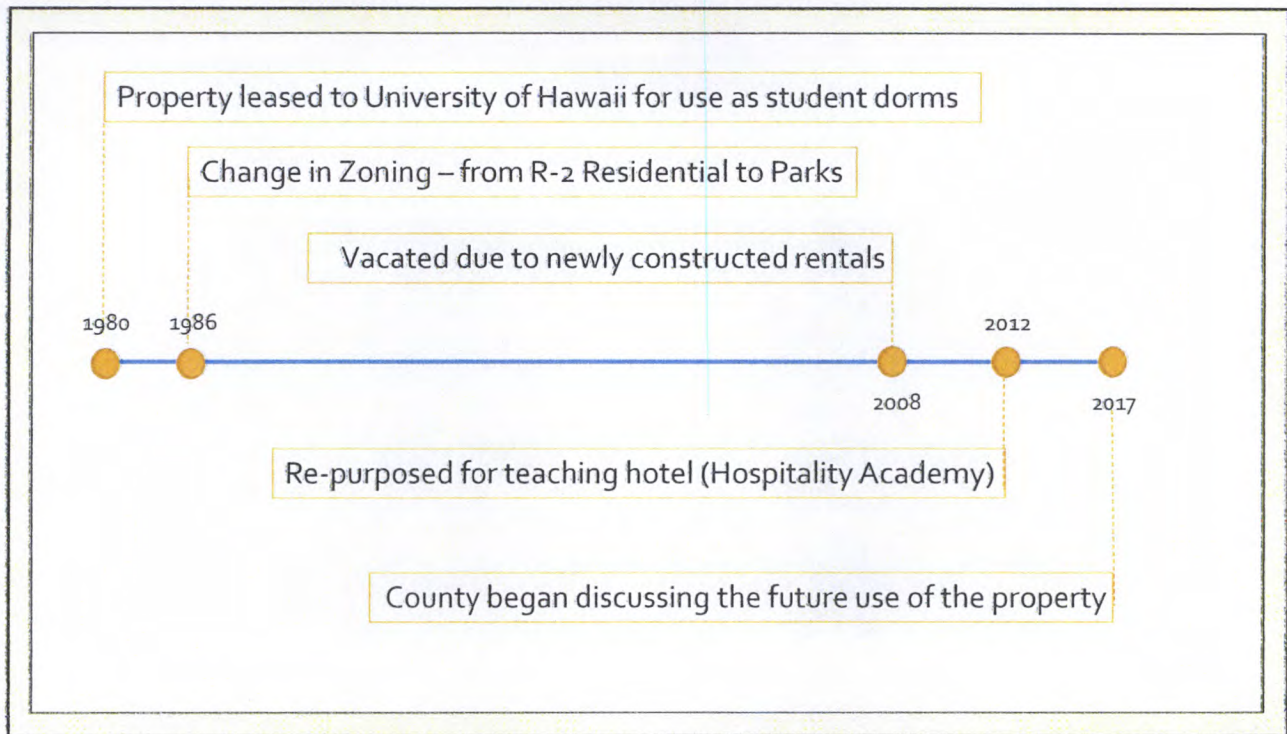 Property leased to University of Hawaii for use as student dorms
Change in Zoning – from R-2 Residential to Parks
Vacated due to newly constructed rentals
1980
1986
2012
2008
2017
Re-purposed for teaching hotel (Hospitality Academy)
County began discussing the future use of the property